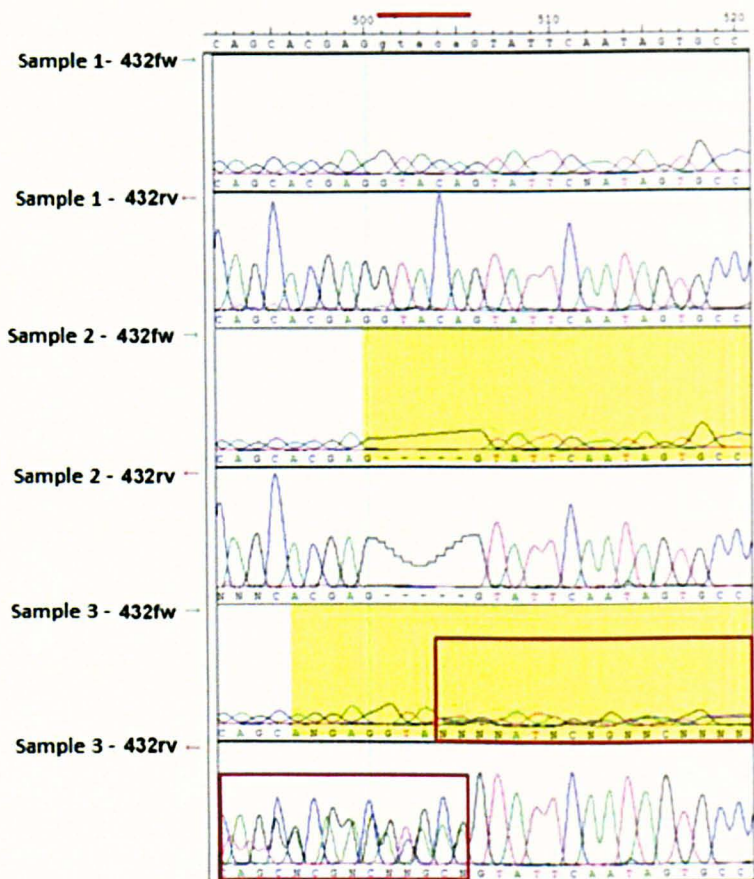 500 510 520
C A G C A C G A G g t a c a G T A T T C A A T A G T G C C
Sample 1- 432fw →
C A G C A C G A G G T A C A G T A T T C N A T A G T G C C
Sample 1 - 432rv ←
C A G C A C G A G G T A C A G T A T T C A A T A G T G C C
Sample 2 - 432fw →
C A G C A C G A G - - - - - G T A T T C A A T A G T G C C
Sample 2 - 432rv ←
N N N C A C G A G - - - - - G T A T T C A A T A G T G C C
Sample 3 - 432fw →
C A G C A N G A G G T A N N N N A T N C N G N N C N N N N
Sample 3 - 432rv ←
C A G C N C G N C N N G C N G T A T T C A A T A G T G C C